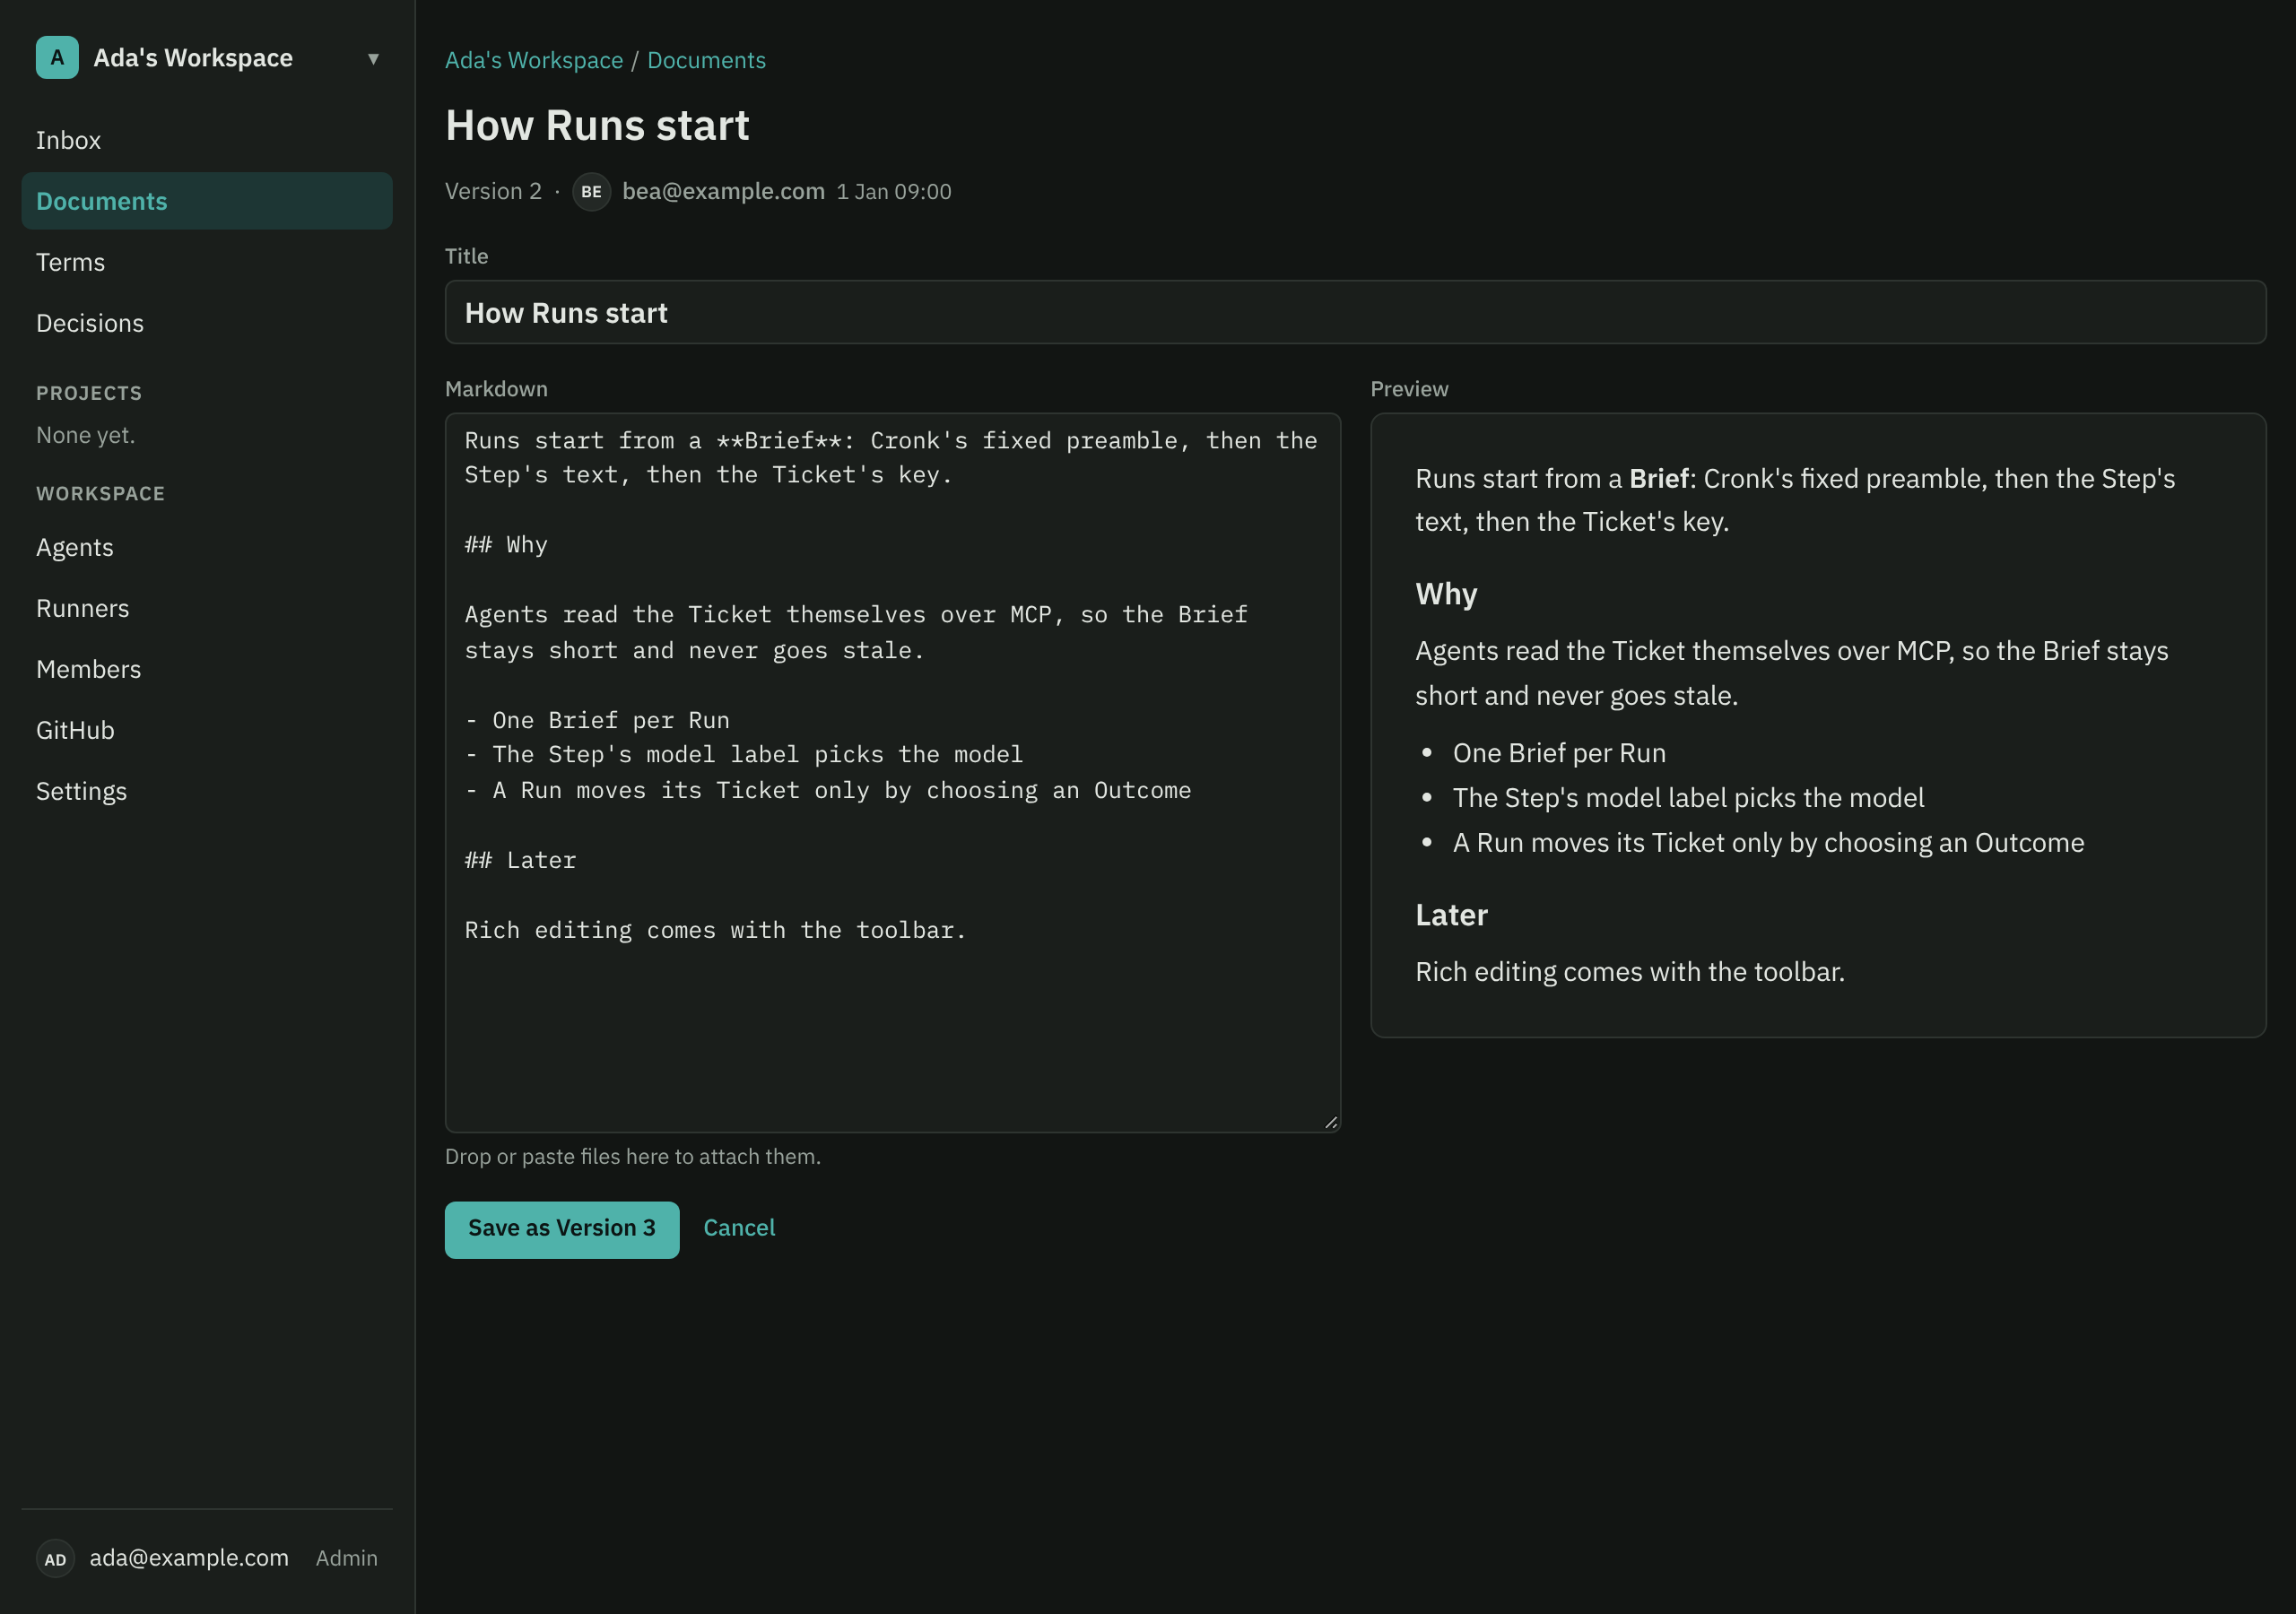 A Ada's Workspace ▼
Inbox
Documents
Terms
Decisions
PROJECTS
None yet.
WORKSPACE
Agents
Runners
Members
GitHub
Settings
AD ada@example.com Admin
Ada's Workspace / Documents
How Runs start
Version 2 · BE bea@example.com 1 Jan 09:00
Title
How Runs start
Markdown
Runs start from a **Brief**: Cronk's fixed preamble, then the
Step's text, then the Ticket's key.
## Why
Agents read the Ticket themselves over MCP, so the Brief
stays short and never goes stale.
- One Brief per Run
- The Step's model label picks the model
- A Run moves its Ticket only by choosing an Outcome
## Later
Rich editing comes with the toolbar.
Drop or paste files here to attach them.
Save as Version 3 Cancel
Preview
Runs start from a Brief: Cronk's fixed preamble, then the Step's
text, then the Ticket's key.
Why
Agents read the Ticket themselves over MCP, so the Brief stays
short and never goes stale.
• One Brief per Run
• The Step's model label picks the model
• A Run moves its Ticket only by choosing an Outcome
Later
Rich editing comes with the toolbar.